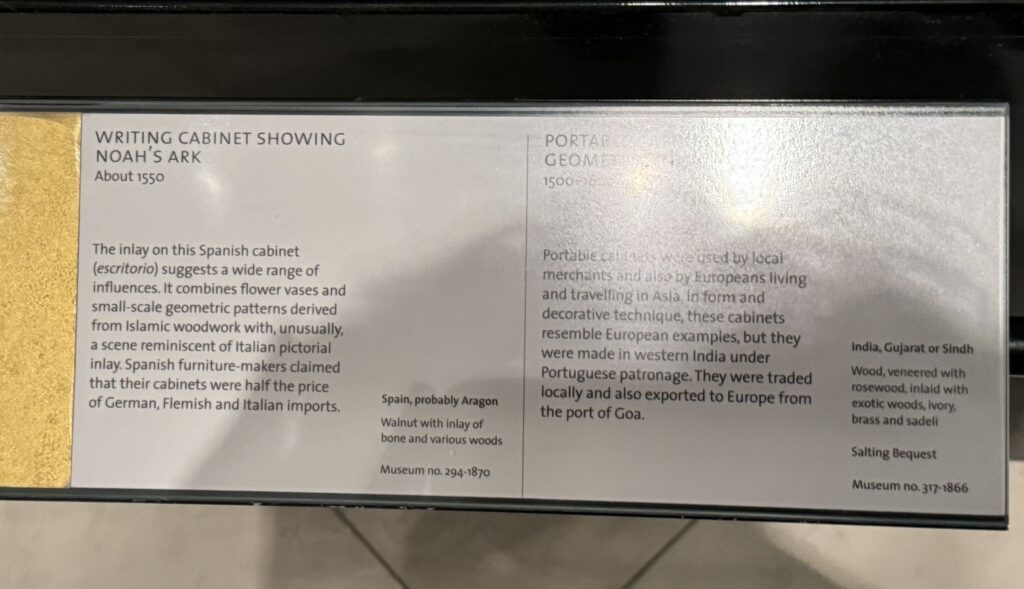 WRITING CABINET SHOWING
NOAH'S ARK
About 1550
The inlay on this Spanish cabinet
(escritorio) suggests a wide range of
influences. It combines flower vases and
small-scale geometric patterns derived
from Islamic woodwork with, unusually,
a scene reminiscent of Italian pictorial
inlay. Spanish furniture-makers claimed
that their cabinets were half the price
of German, Flemish and Italian imports.
Spain, probably Aragon
Walnut with inlay of
bone and various woods
Museum no. 294-1870
Portable cabinets were used by local
merchants and also by Europeans living
and travelling in Asia. In form and
decorative technique, these cabinets
resemble European examples, but they
were made in western India under
Portuguese patronage. They were traded
locally and also exported to Europe from
the port of Goa.
India, Gujarat or Sindh
Wood, veneered with
rosewood, inlaid with
exotic woods, ivory,
brass and sadeli
Salting Bequest
Museum no. 317-1866